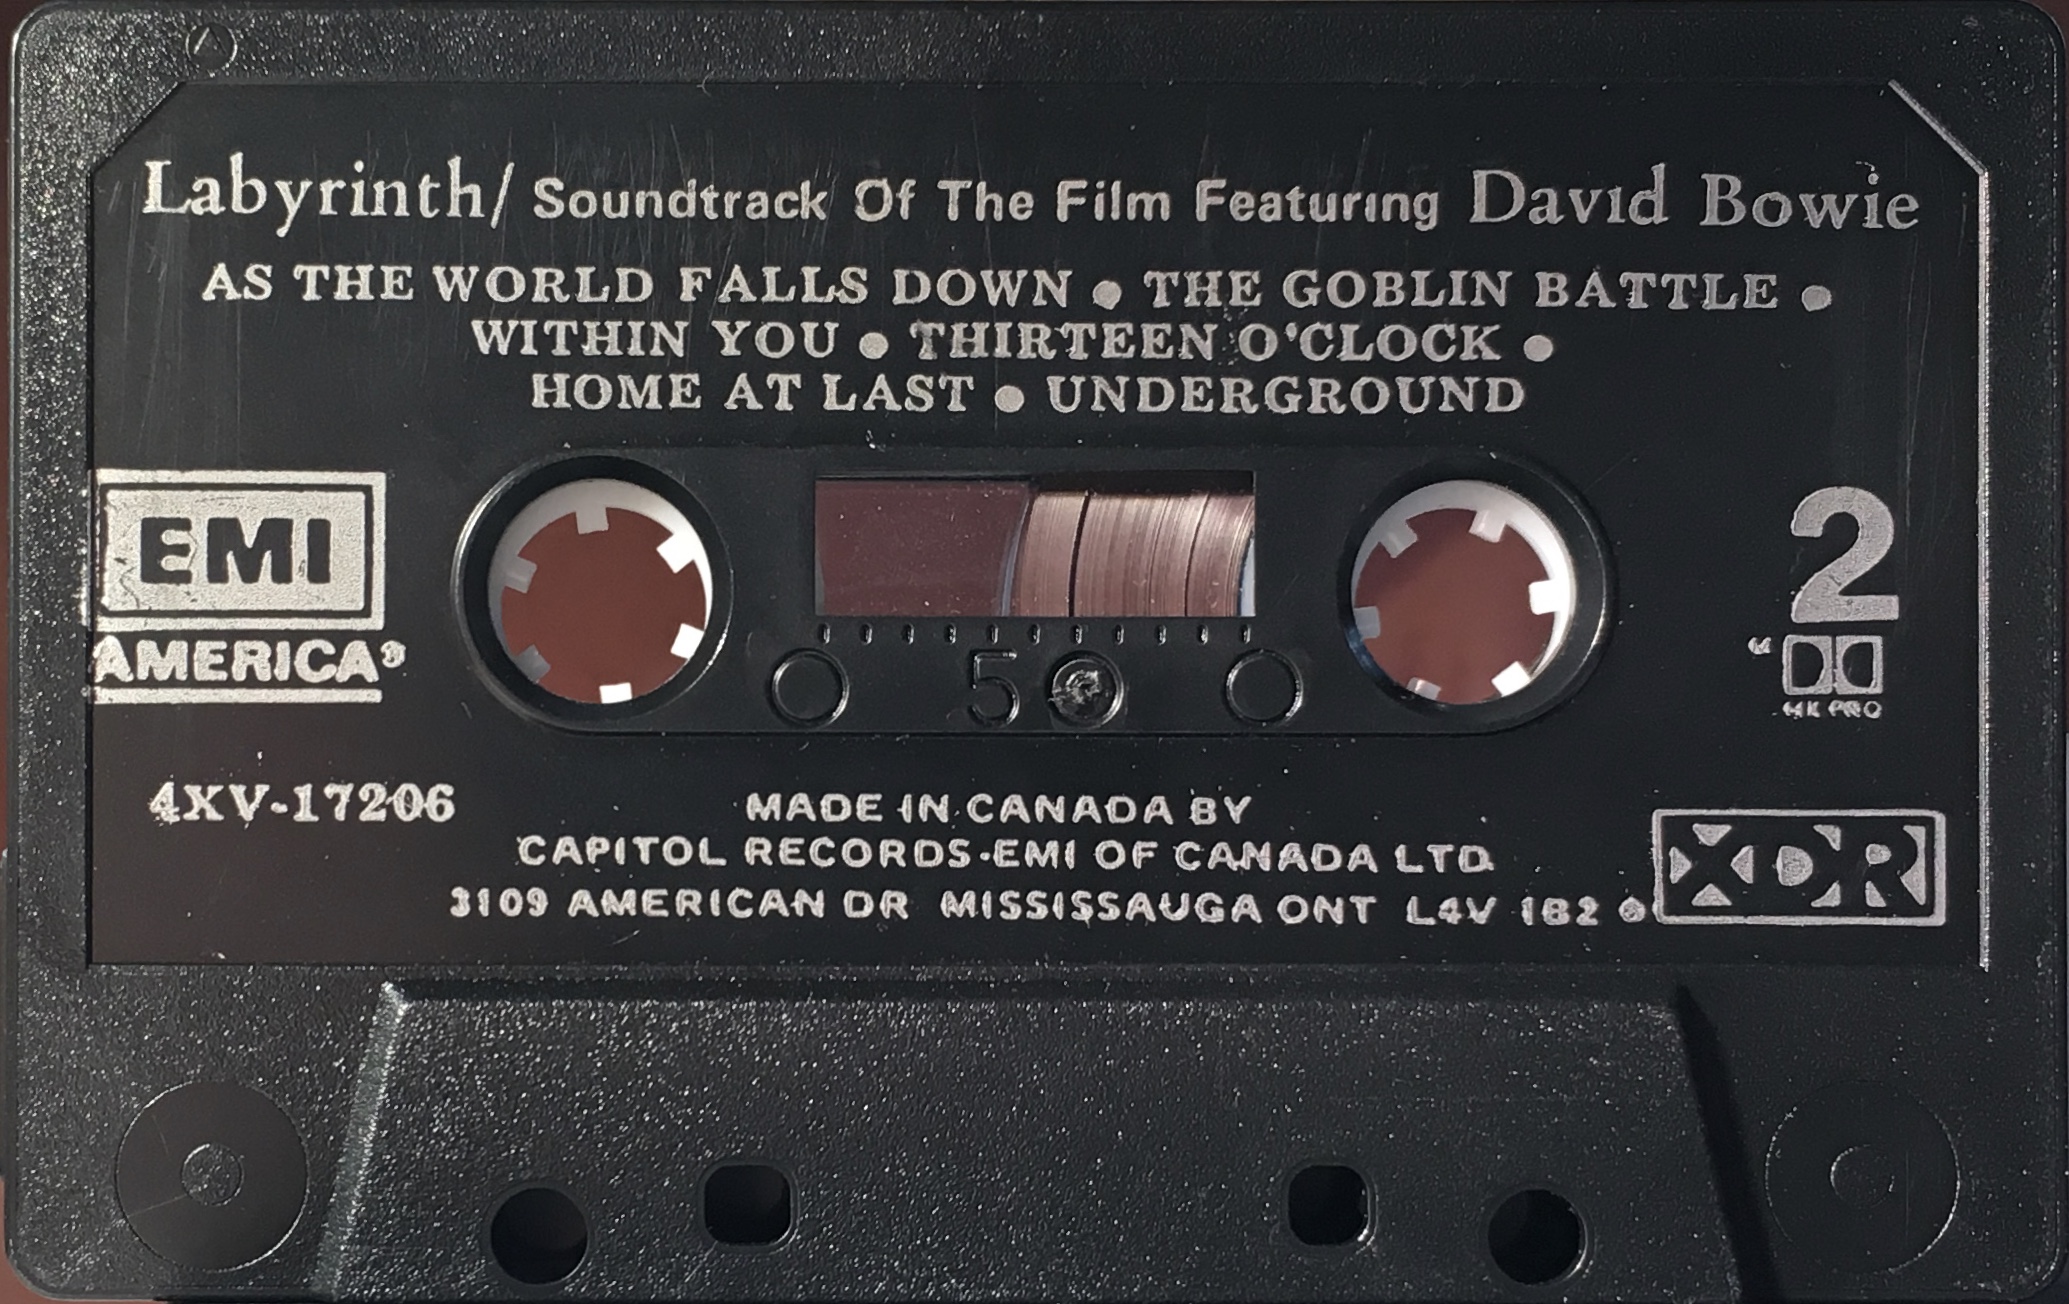 Labyrinth/ Soundtrack Of The Film Featuring David Bowie
AS THE WORLD FALLS DOWN ● THE GOBLIN BATTLE ●
WITHIN YOU ● THIRTEEN O'CLOCK ●
HOME AT LAST ● UNDERGROUND
EMI
AMERICA®
2
5
HX PRO
4XV-17206
MADE IN CANADA BY
CAPITOL RECORDS-EMI OF CANADA LTD.
3109 AMERICAN DR MISSISSAUGA ONT L4V 1B2
XDR